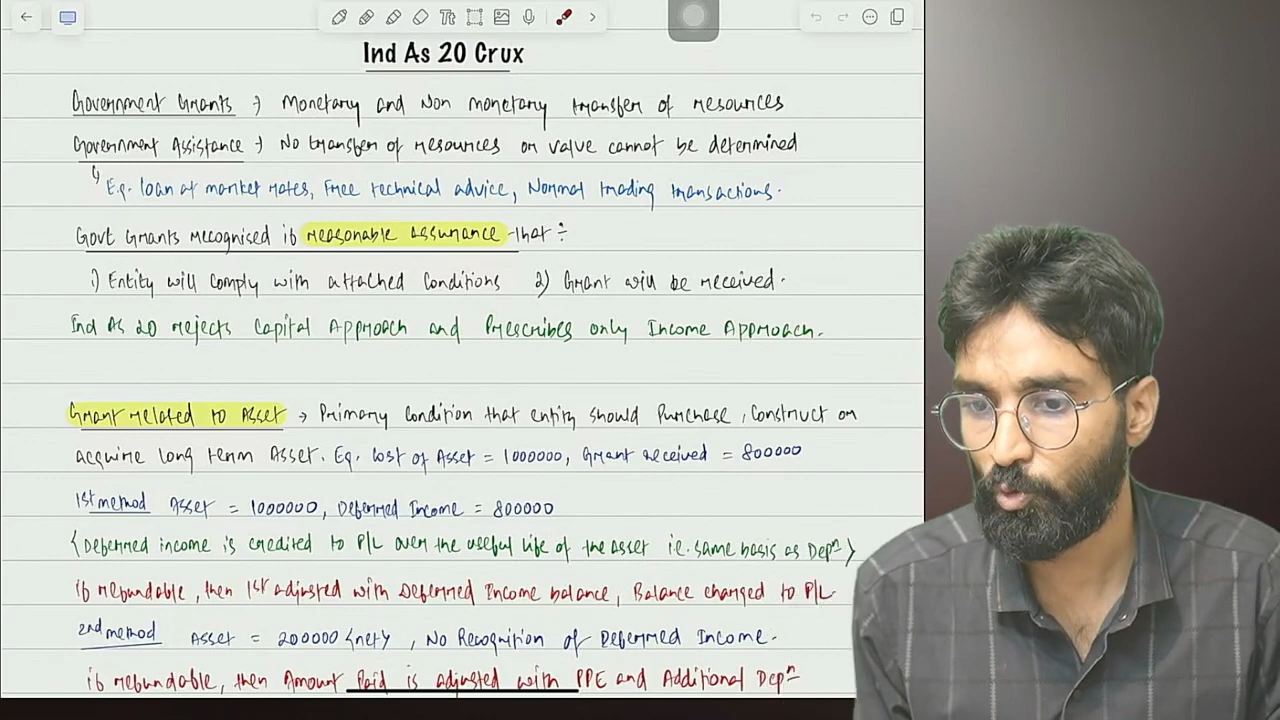 Ind As 20 Crux
Government Grants → Monetary and Non monetary transfer of resources
Government Assistance → No transfer of resources or value cannot be determined
↳ E.g. loan at market rates, Free technical advice, Normal trading transactions.
Govt Grants recognised if reasonable assurance that ÷
1) Entity will comply with attached Conditions 2) Grant will be received.
Ind As 20 rejects Capital Approach and Prescribes only Income Approach.
Grant related to Asset → Primary Condition that entity should Purchase, Construct or
acquire long term Asset. Eg. Cost of Asset = 1000000, Grant received = 800000
1st method Asset = 1000000, Deferred Income = 800000
{Deferred income is credited to P/L over the useful life of the asset i.e. same basis as Depn}
if refundable, then 1st adjusted with Deferred Income balance, Balance charged to P/L.
2nd method Asset = 200000 {net}, No Recognition of Deferred Income.
if refundable, then Amount Paid is adjusted with PPE and Additional Depn